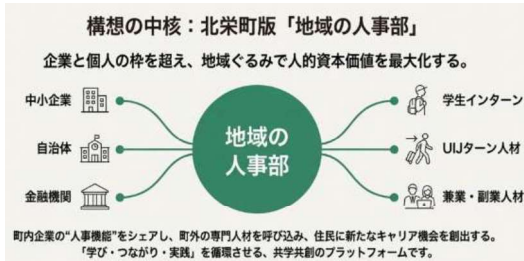 構想の中核：北栄町版「地域の人事部」
企業と個人の枠を超え、地域ぐるみで人的資本価値を最大化する。
中小企業
自治体
金融機関
地域の
人事部
学生インターン
UIJターン人材
兼業・副業人材
町内企業の“人事機能”をシェアし、町外の専門人材を呼び込み、住民に新たなキャリア機会を創出する。
「学び・つながり・実践」を循環させる、共学共創のプラットフォームです。